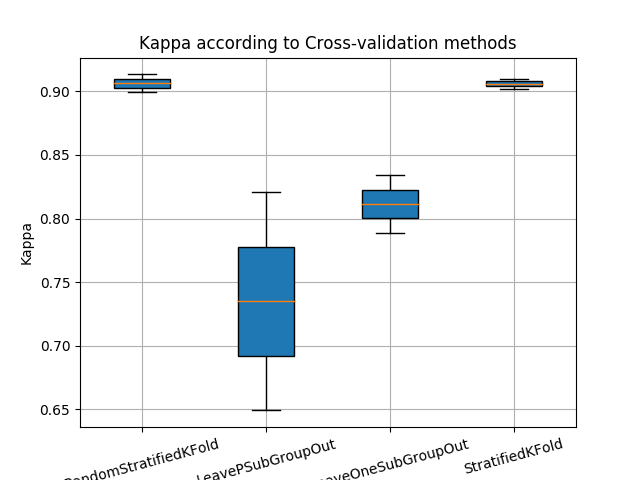 Kappa according to Cross-validation methods
0.90
0.85
0.80
0.75
0.70
0.65
Kappa
StratifiedKFold